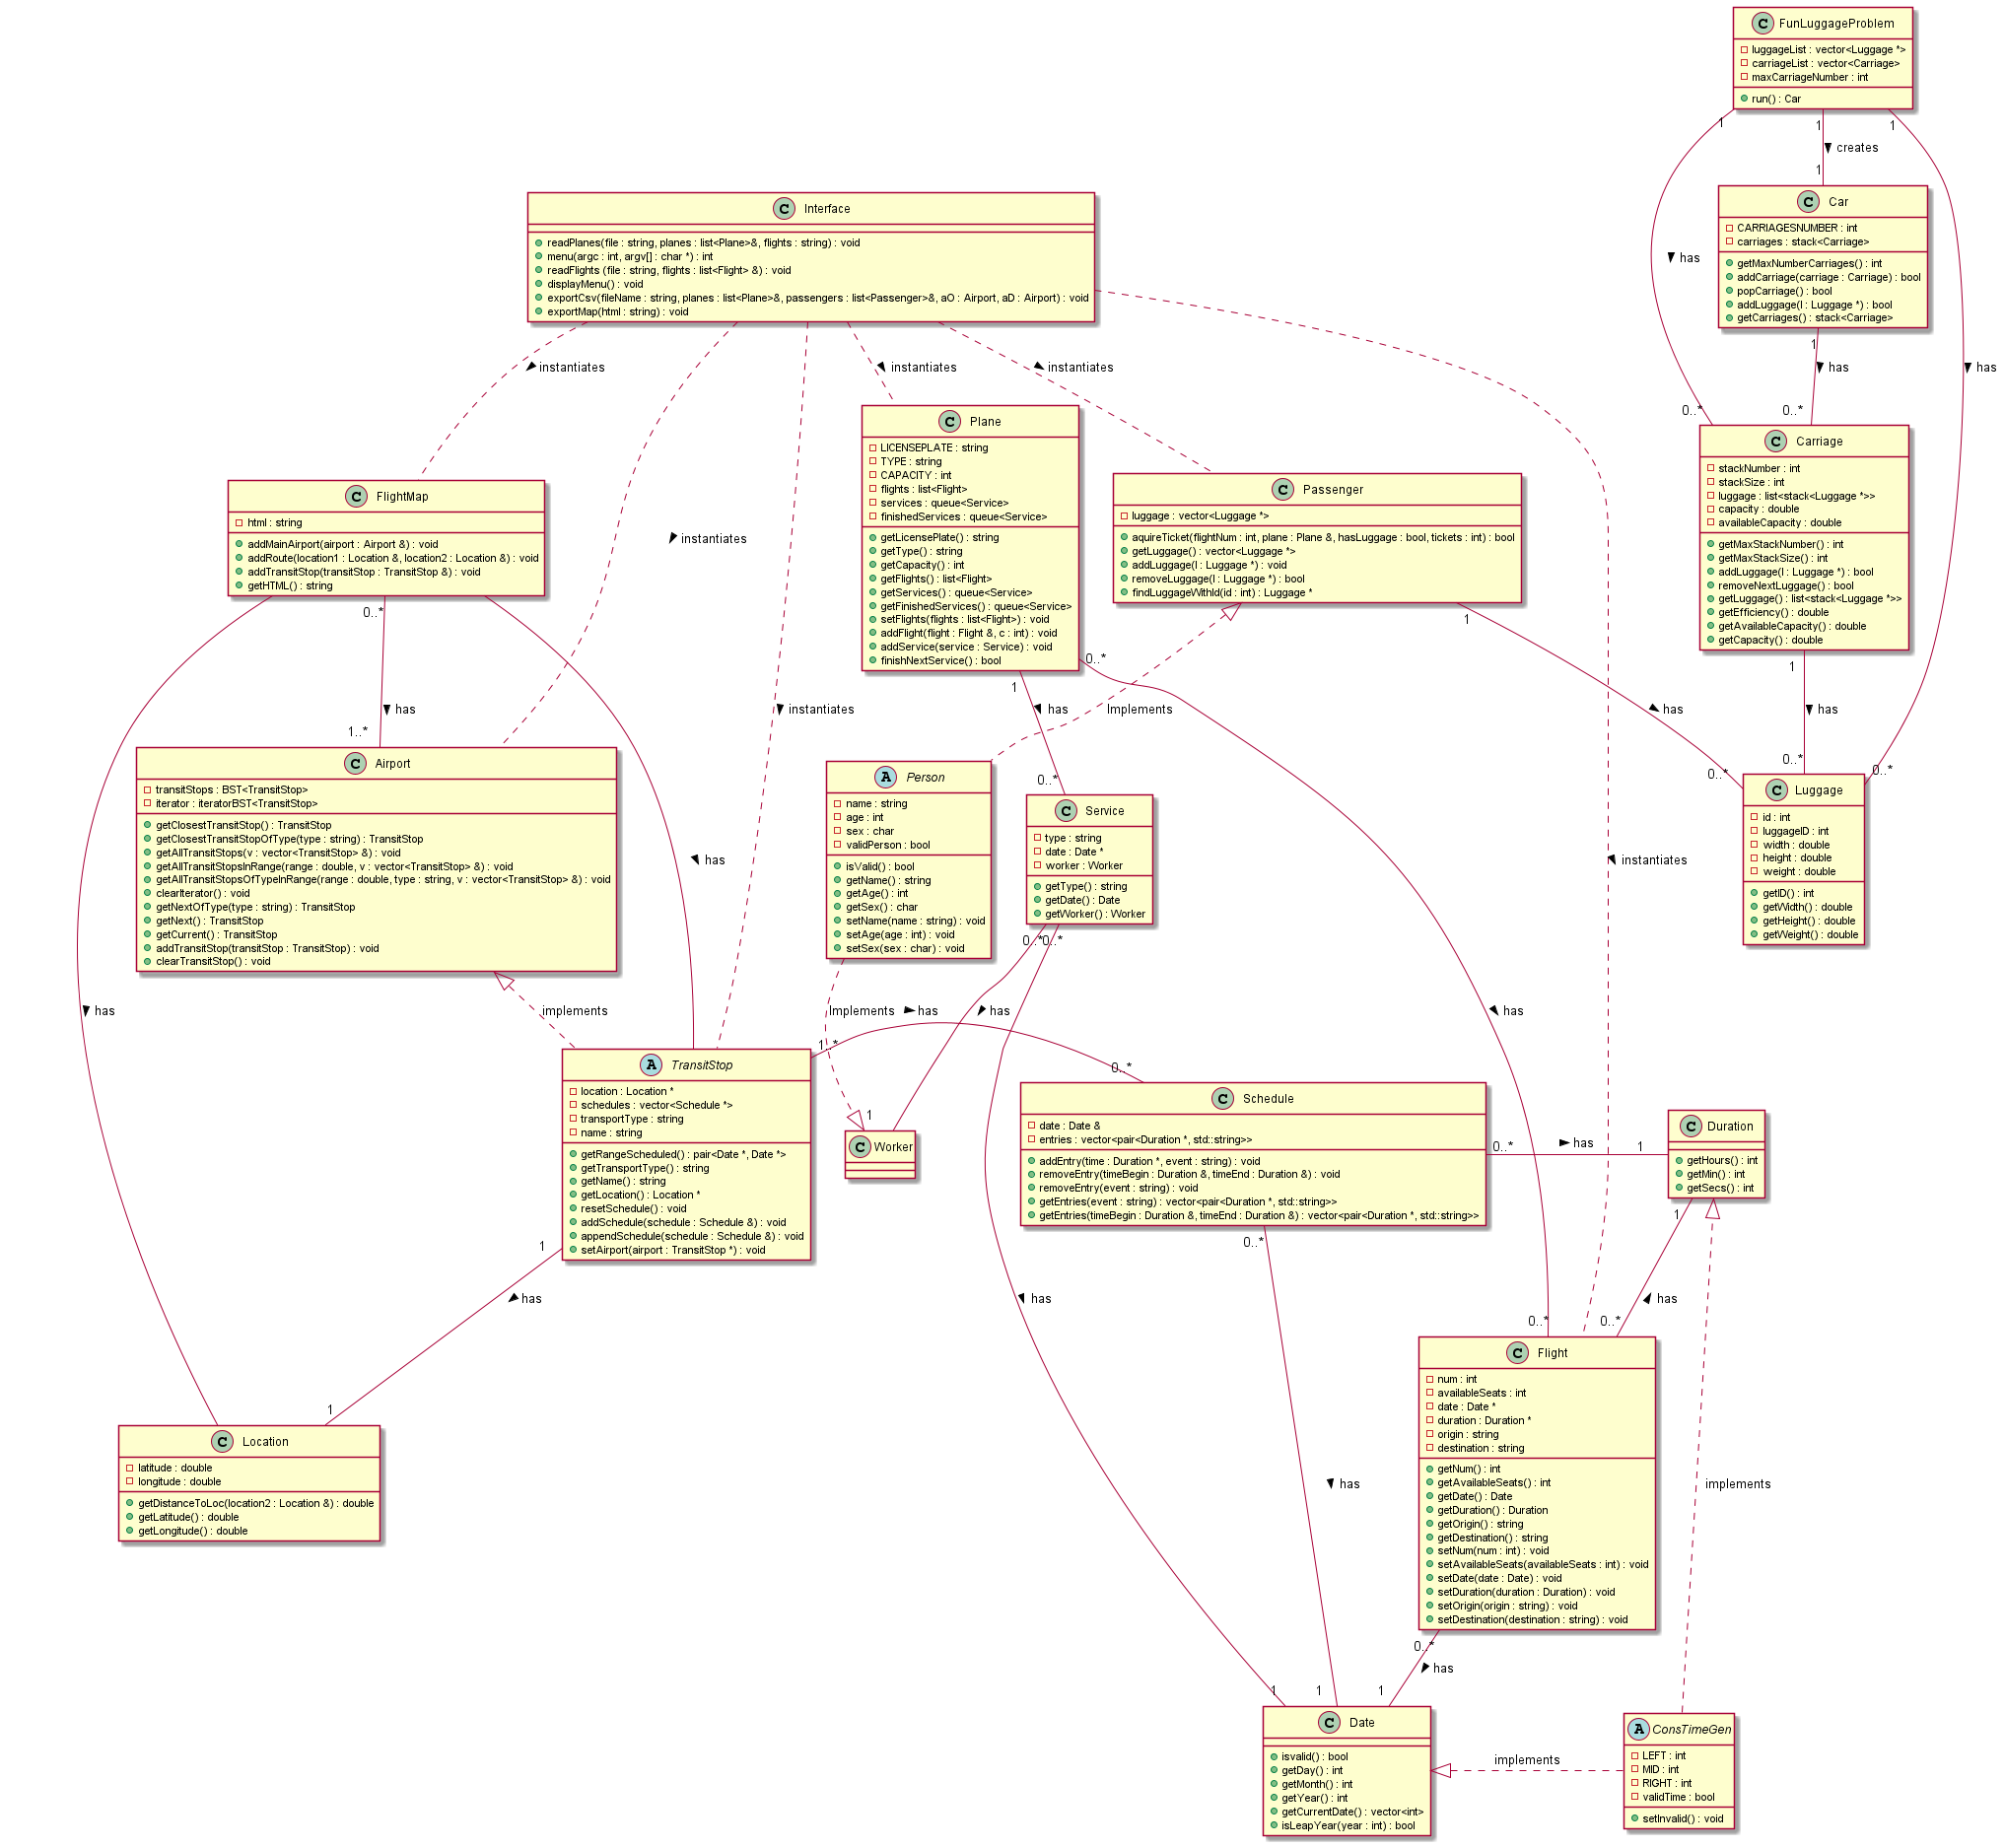 FunLuggageProblem
luggageList : vector<Luggage *>
carriageList : vector<Carriage>
maxCarriageNumber : int
run() : Car
1
1
1
creates
1
Car
CARRIAGESNUMBER : int
carriages : stack<Carriage>
getMaxNumberCarriages() : int
addCarriage(carriage : Carriage) : bool
popCarriage() : bool
addLuggage(l : Luggage *) : bool
getCarriages() : stack<Carriage>
Interface
readPlanes(file : string, planes : list<Plane>&, flights : string) : void
menu(argc : int, argv[] : char *) : int
readFlights (file : string, flights : list<Flight> &) : void
displayMenu() : void
exportCsv(fileName : string, planes : list<Plane>&, passengers : list<Passenger>&, aO : Airport, aD : Airport) : void
exportMap(html : string) : void
has
1
instantiates
instantiates
instantiates
has
has
0..*
0..*
Plane
LICENSEPLATE : string
TYPE : string
CAPACITY : int
flights : list<Flight>
services : queue<Service>
finishedServices : queue<Service>
getLicensePlate() : string
getType() : string
getCapacity() : int
getFlights() : list<Flight>
getServices() : queue<Service>
getFinishedServices() : queue<Service>
setFlights(flights : list<Flight>) : void
addFlight(flight : Flight &, c : int) : void
addService(service : Service) : void
finishNextService() : bool
Carriage
stackNumber : int
stackSize : int
luggage : list<stack<Luggage *>>
capacity : double
availableCapacity : double
getMaxStackNumber() : int
getMaxStackSize() : int
addLuggage(l : Luggage *) : bool
removeNextLuggage() : bool
getLuggage() : list<stack<Luggage *>>
getEfficiency() : double
getAvailableCapacity() : double
getCapacity() : double
Passenger
luggage : vector<Luggage *>
aquireTicket(flightNum : int, plane : Plane &, hasLuggage : bool, tickets : int) : bool
getLuggage() : vector<Luggage *>
addLuggage(l : Luggage *) : void
removeLuggage(l : Luggage *) : bool
findLuggageWithId(id : int) : Luggage *
FlightMap
html : string
addMainAirport(airport : Airport &) : void
addRoute(location1 : Location &, location2 : Location &) : void
addTransitStop(transitStop : TransitStop &) : void
getHTML() : string
instantiates
0..*
1
0..*
1
1
has
instantiates
has
Implements
has
has
1..*
0..*
0..*
0..*
0..*
Airport
transitStops : BST<TransitStop>
iterator : iteratorBST<TransitStop>
getClosestTransitStop() : TransitStop
getClosestTransitStopOfType(type : string) : TransitStop
getAllTransitStops(v : vector<TransitStop> &) : void
getAllTransitStopsInRange(range : double, v : vector<TransitStop> &) : void
getAllTransitStopsOfTypeInRange(range : double, type : string, v : vector<TransitStop> &) : void
clearIterator() : void
getNextOfType(type : string) : TransitStop
getNext() : TransitStop
getCurrent() : TransitStop
addTransitStop(transitStop : TransitStop) : void
clearTransitStop() : void
Person
name : string
age : int
sex : char
validPerson : bool
isValid() : bool
getName() : string
getAge() : int
getSex() : char
setName(name : string) : void
setAge(age : int) : void
setSex(sex : char) : void
Service
type : string
date : Date *
worker : Worker
getType() : string
getDate() : Date
getWorker() : Worker
Luggage
id : int
luggageID : int
width : double
height : double
weight : double
getID() : int
getWidth() : double
getHeight() : double
getWeight() : double
has
instantiates
0..*
0..*
has
implements
Implements
has
has
has
1..*
0..*
1
TransitStop
location : Location *
schedules : vector<Schedule *>
transportType : string
name : string
getRangeScheduled() : pair<Date *, Date *>
getTransportType() : string
getName() : string
getLocation() : Location *
resetSchedule() : void
addSchedule(schedule : Schedule &) : void
appendSchedule(schedule : Schedule &) : void
setAirport(airport : TransitStop *) : void
Worker
Schedule
date : Date &
entries : vector<pair<Duration *, std::string>>
addEntry(time : Duration *, event : string) : void
removeEntry(timeBegin : Duration &, timeEnd : Duration &) : void
removeEntry(event : string) : void
getEntries(event : string) : vector<pair<Duration *, std::string>>
getEntries(timeBegin : Duration &, timeEnd : Duration &) : vector<pair<Duration *, std::string>>
0..*
has
1
Duration
getHours() : int
getMin() : int
getSecs() : int
1
1
0..*
has
has
has
0..*
0..*
1
Flight
num : int
availableSeats : int
date : Date *
duration : Duration *
origin : string
destination : string
getNum() : int
getAvailableSeats() : int
getDate() : Date
getDuration() : Duration
getOrigin() : string
getDestination() : string
setNum(num : int) : void
setAvailableSeats(availableSeats : int) : void
setDate(date : Date) : void
setDuration(duration : Duration) : void
setOrigin(origin : string) : void
setDestination(destination : string) : void
Location
latitude : double
longitude : double
getDistanceToLoc(location2 : Location &) : double
getLatitude() : double
getLongitude() : double
has
implements
0..*
has
1
1
1
Date
isvalid() : bool
getDay() : int
getMonth() : int
getYear() : int
getCurrentDate() : vector<int>
isLeapYear(year : int) : bool
implements
ConsTimeGen
LEFT : int
MID : int
RIGHT : int
validTime : bool
setInvalid() : void